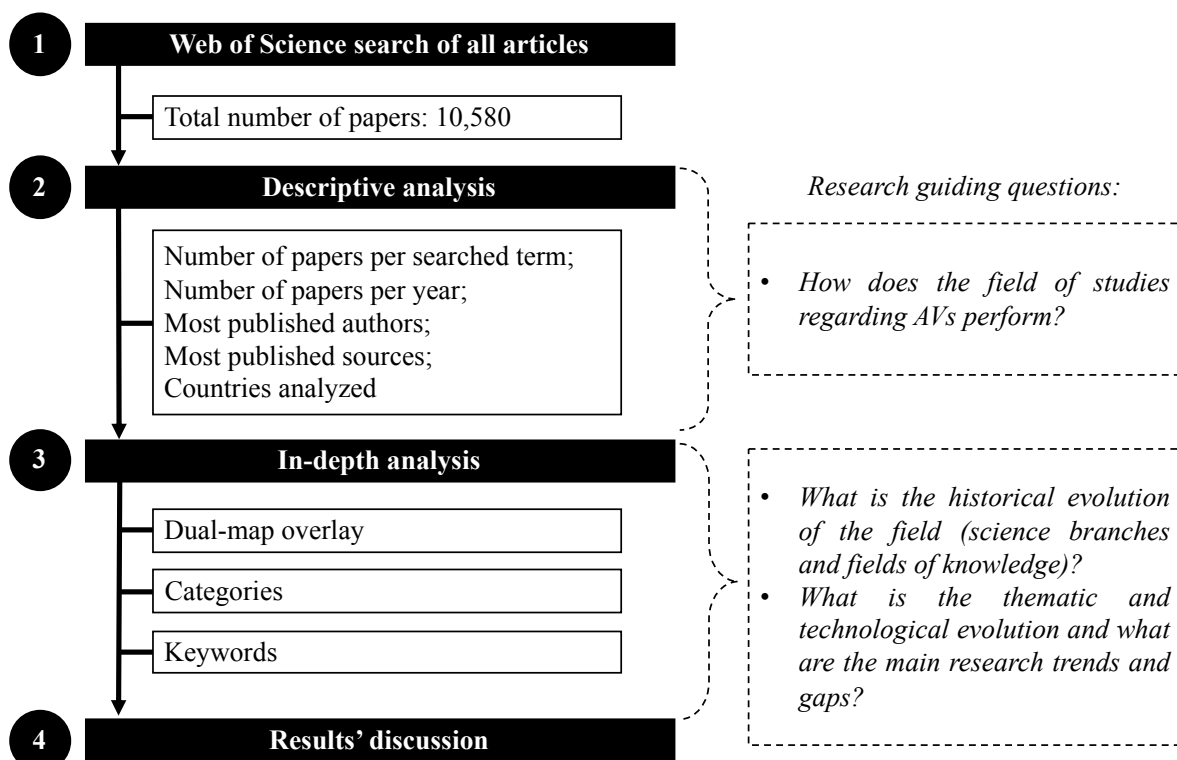 1
Web of Science search of all articles
Total number of papers: 10,580
2
Descriptive analysis
Number of papers per searched term;
Number of papers per year;
Most published authors;
Most published sources;
Countries analyzed
Research guiding questions:
• How does the field of studies
regarding AVs perform?
3
In-depth analysis
Dual-map overlay
Categories
Keywords
• What is the historical evolution
of the field (science branches
and fields of knowledge)?
• What is the thematic and
technological evolution and what
are the main research trends and
gaps?
4
Results’ discussion